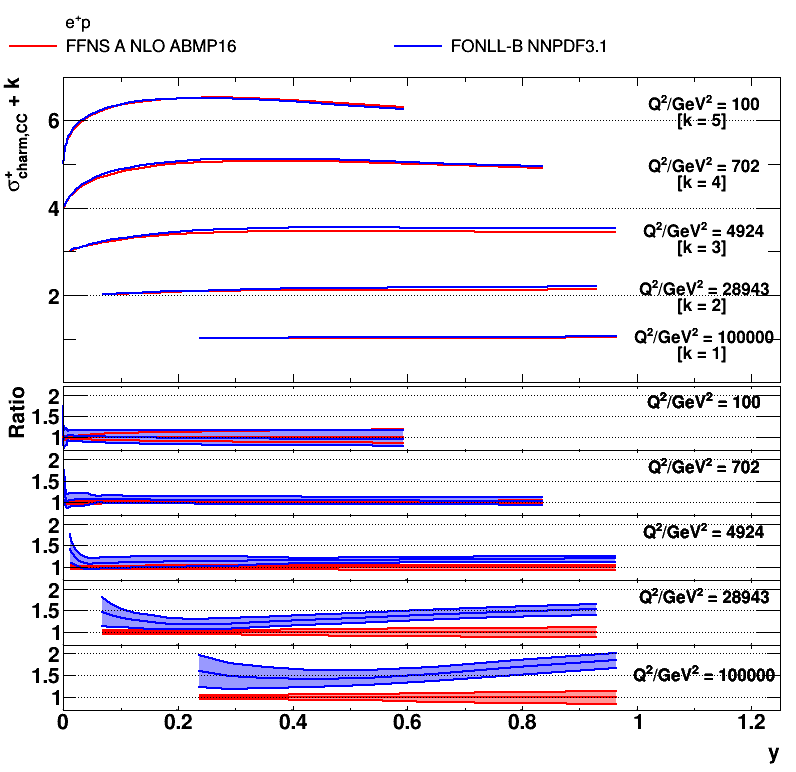 e⁺p
FFNS A NLO ABMP16
FONLL-B NNPDF3.1
σ⁺charm,CC + k
6
4
2
Q²/GeV² = 100
[k = 5]
Q²/GeV² = 702
[k = 4]
Q²/GeV² = 4924
[k = 3]
Q²/GeV² = 28943
[k = 2]
Q²/GeV² = 100000
[k = 1]
Ratio
2
1.5
1
Q²/GeV² = 100
2
1.5
1
Q²/GeV² = 702
2
1.5
1
Q²/GeV² = 4924
2
1.5
1
Q²/GeV² = 28943
2
1.5
1
Q²/GeV² = 100000
0 0.2 0.4 0.6 0.8 1 1.2
y